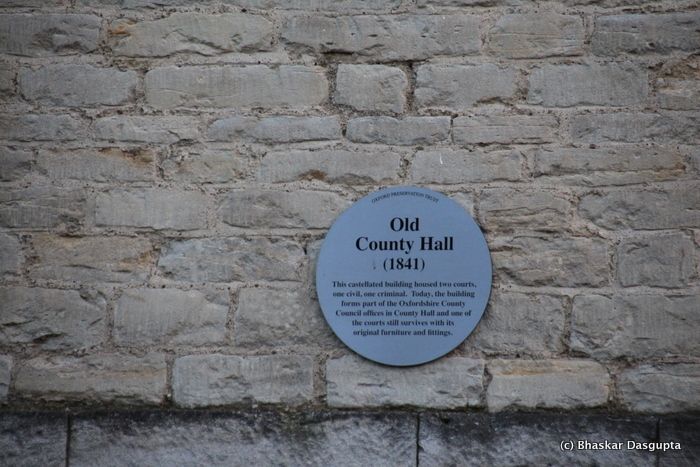 OXFORD PRESERVATION TRUST
Old
County Hall
(1841)
This castellated building housed two courts,
one civil, one criminal. Today, the building
forms part of the Oxfordshire County
Council offices in County Hall and one of
the courts still survives with its
original furniture and fittings.
(c) Bhaskar Dasgupta